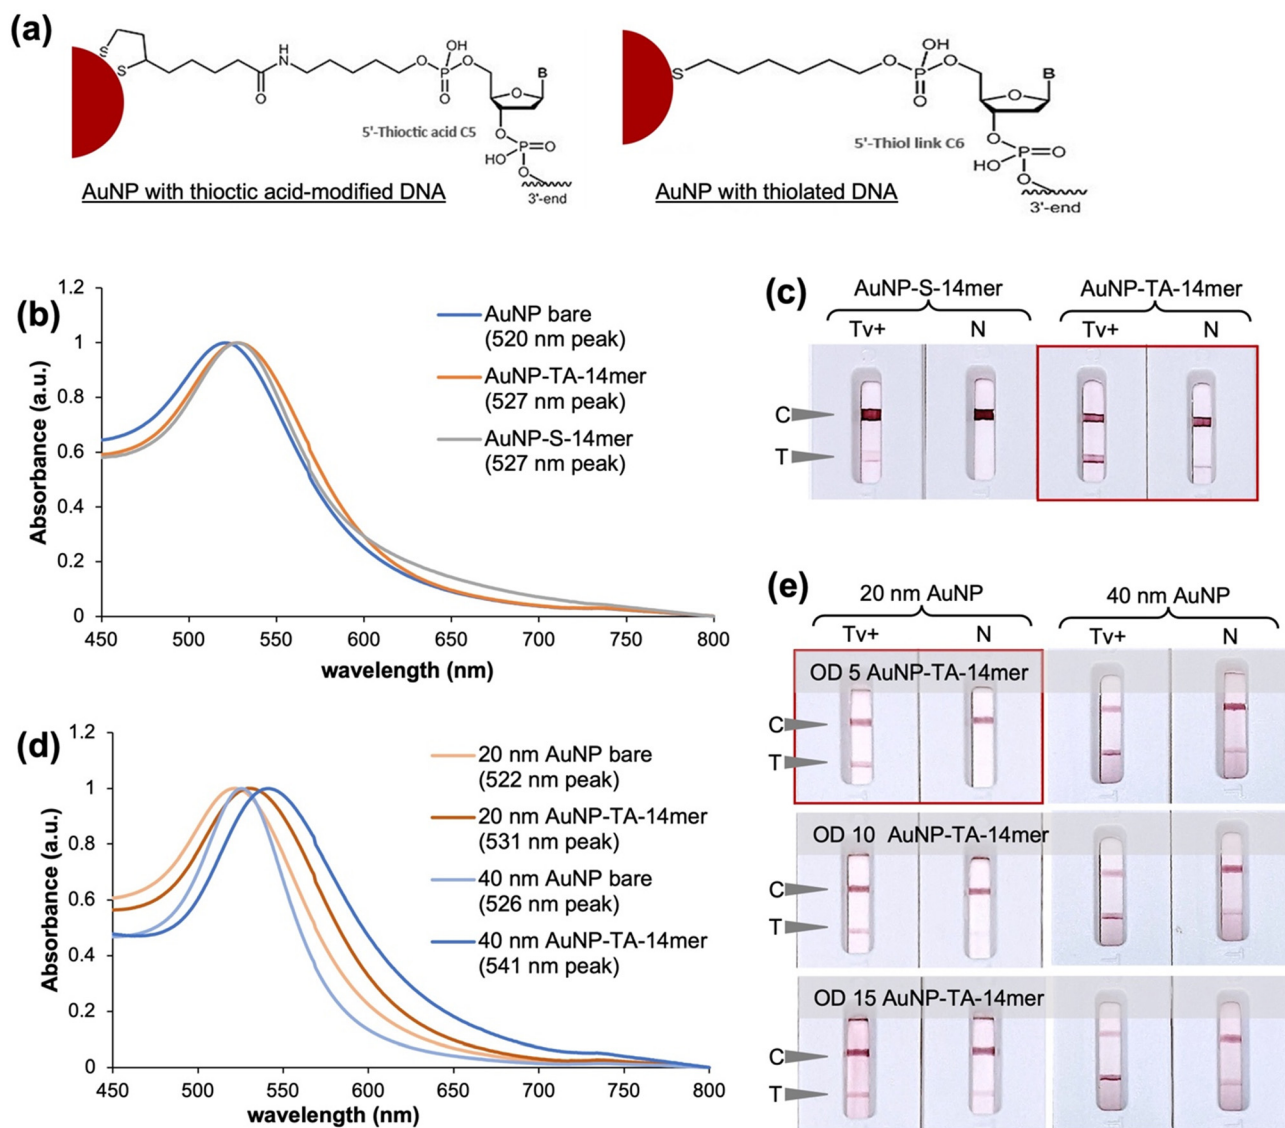 (a)
S
S
O
H
N
O
OH
P
O
O
O
B
O
P
O
HO
O
5'-Thioctic acid C5
3'-end
AuNP with thioctic acid-modified DNA
S
O
OH
P
O
O
O
B
O
P
O
HO
O
5'-Thiol link C6
3'-end
AuNP with thiolated DNA
(b)
Absorbance (a.u.)
1.2
1
0.8
0.6
0.4
0.2
0
450 500 550 600 650 700 750 800
wavelength (nm)
AuNP bare
(520 nm peak)
AuNP-TA-14mer
(527 nm peak)
AuNP-S-14mer
(527 nm peak)
(c)
AuNP-S-14mer AuNP-TA-14mer
Tv+ N Tv+ N
C
T
(d)
Absorbance (a.u.)
1.2
1
0.8
0.6
0.4
0.2
0
450 500 550 600 650 700 750 800
wavelength (nm)
20 nm AuNP bare
(522 nm peak)
20 nm AuNP-TA-14mer
(531 nm peak)
40 nm AuNP bare
(526 nm peak)
40 nm AuNP-TA-14mer
(541 nm peak)
(e)
20 nm AuNP 40 nm AuNP
Tv+ N Tv+ N
OD 5 AuNP-TA-14mer
C
T
OD 10 AuNP-TA-14mer
C
T
OD 15 AuNP-TA-14mer
C
T